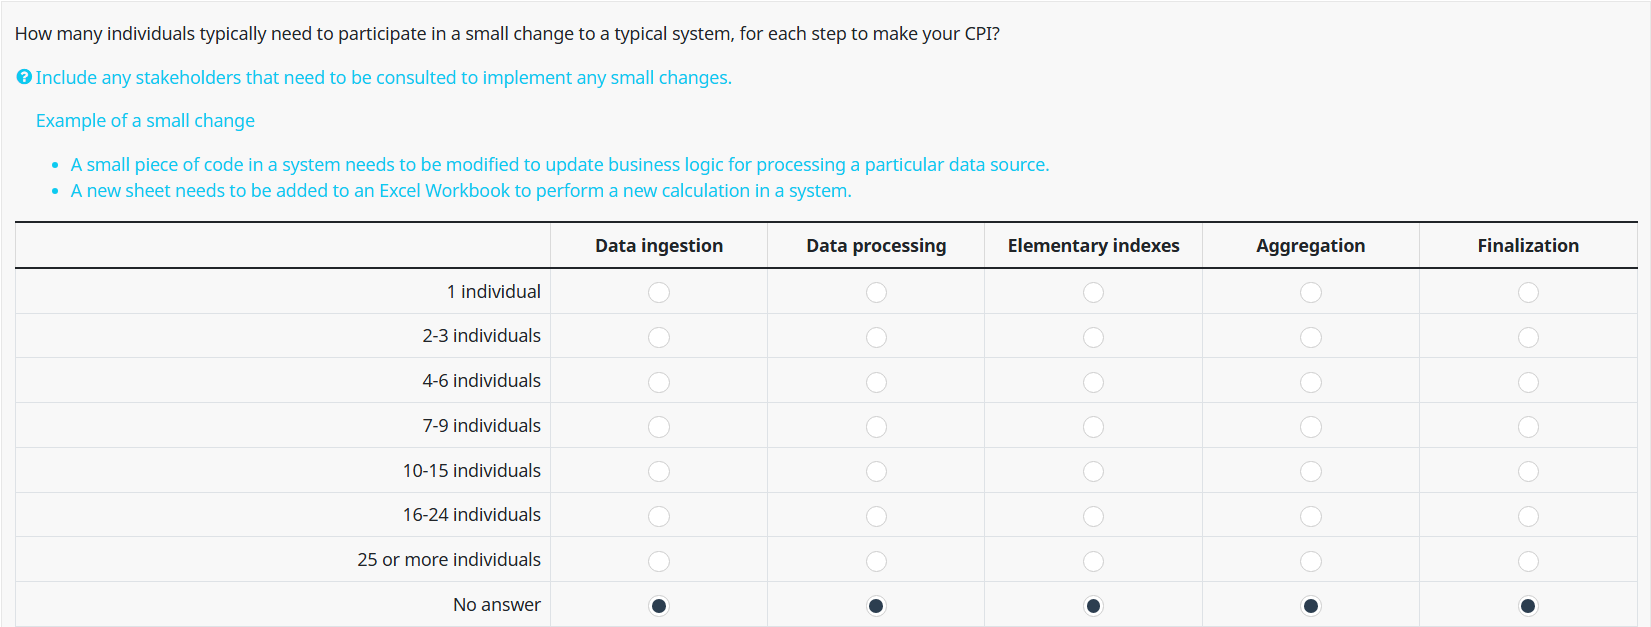 How many individuals typically need to participate in a small change to a typical system, for each step to make your CPI?
Include any stakeholders that need to be consulted to implement any small changes.
Example of a small change
A small piece of code in a system needs to be modified to update business logic for processing a particular data source.
A new sheet needs to be added to an Excel Workbook to perform a new calculation in a system.
Data ingestion Data processing Elementary indexes Aggregation Finalization
1 individual
2-3 individuals
4-6 individuals
7-9 individuals
10-15 individuals
16-24 individuals
25 or more individuals
No answer